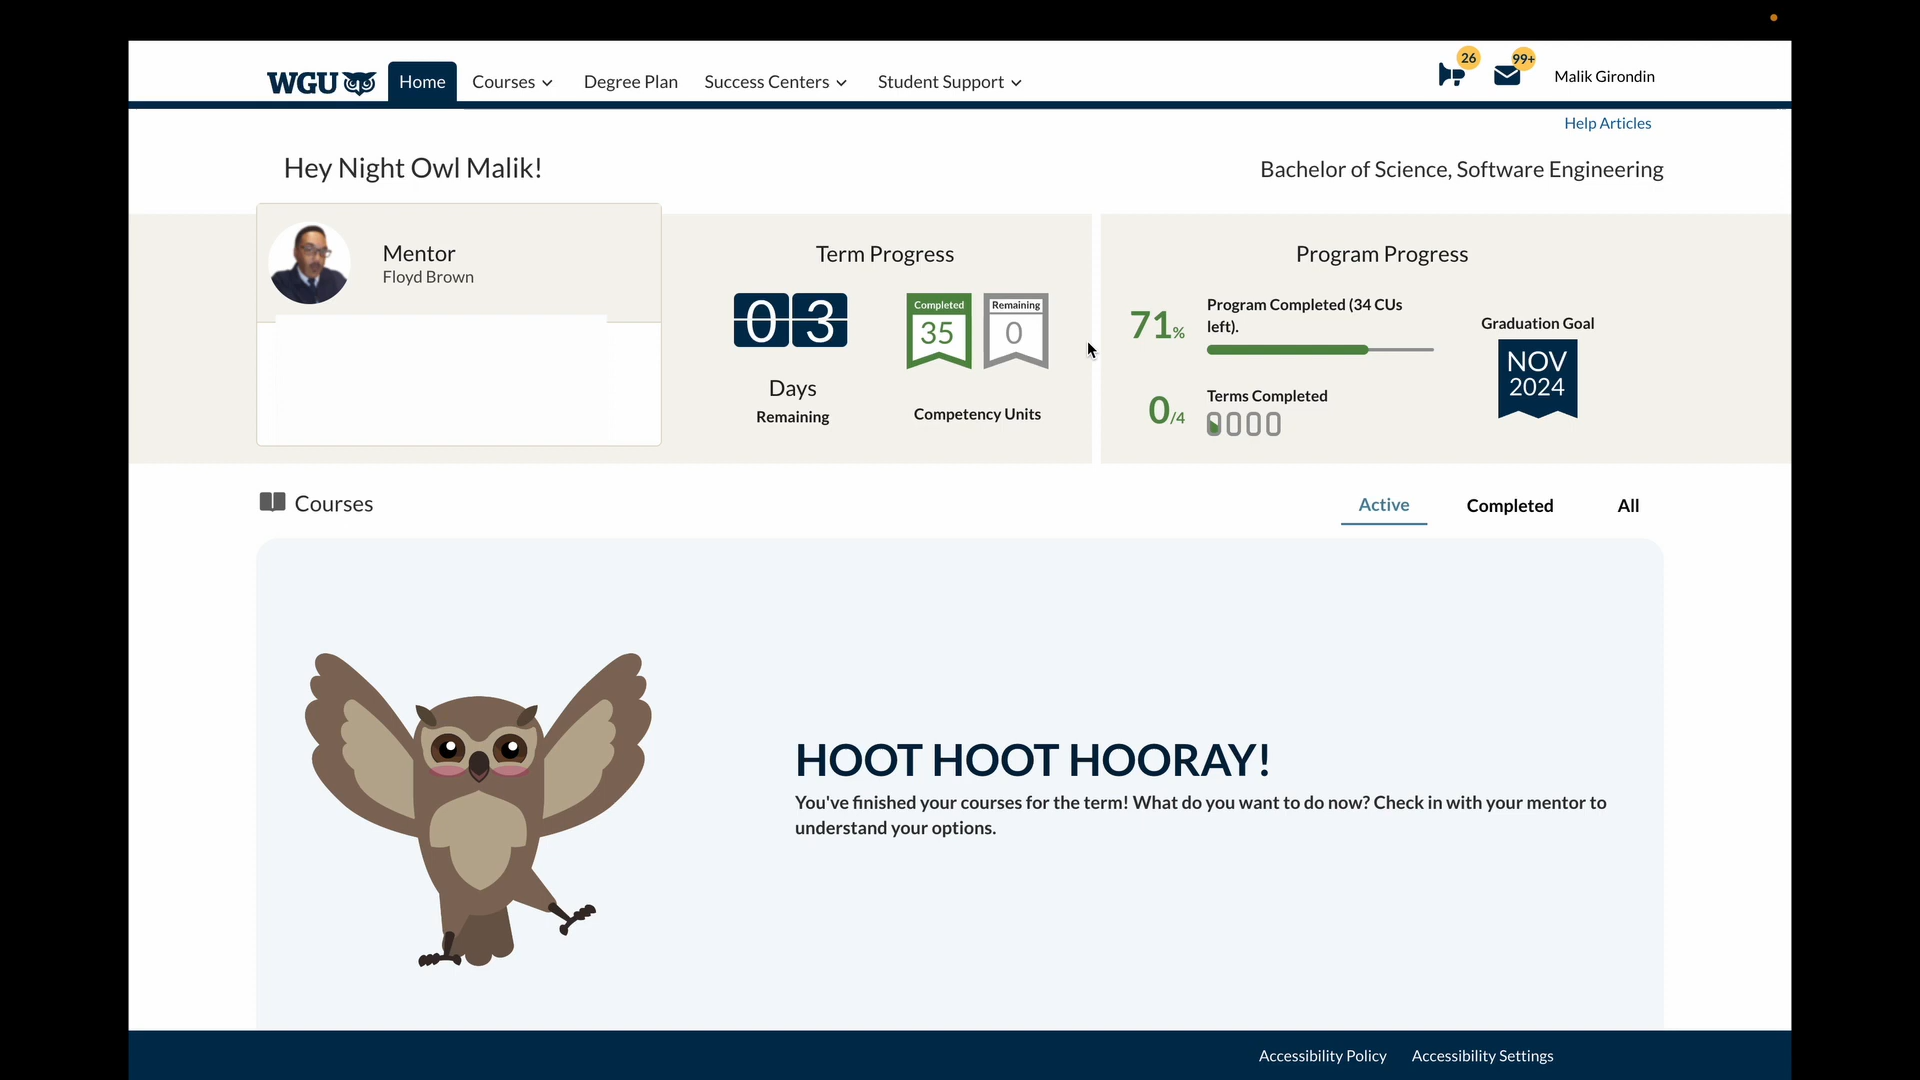 WGU
Home
Courses
Degree Plan
Success Centers
Student Support
26
99+
Malik Girondin
Help Articles
Hey Night Owl Malik!
Bachelor of Science, Software Engineering
Mentor
Floyd Brown
Term Progress
03
Days
Remaining
Completed
35
Remaining
0
Competency Units
Program Progress
71%
Program Completed (34 CUs
left).
0/4
Terms Completed
Graduation Goal
NOV
2024
Courses
Active
Completed
All
HOOT HOOT HOORAY!
You've finished your courses for the term! What do you want to do now? Check in with your mentor to
understand your options.
Accessibility Policy
Accessibility Settings